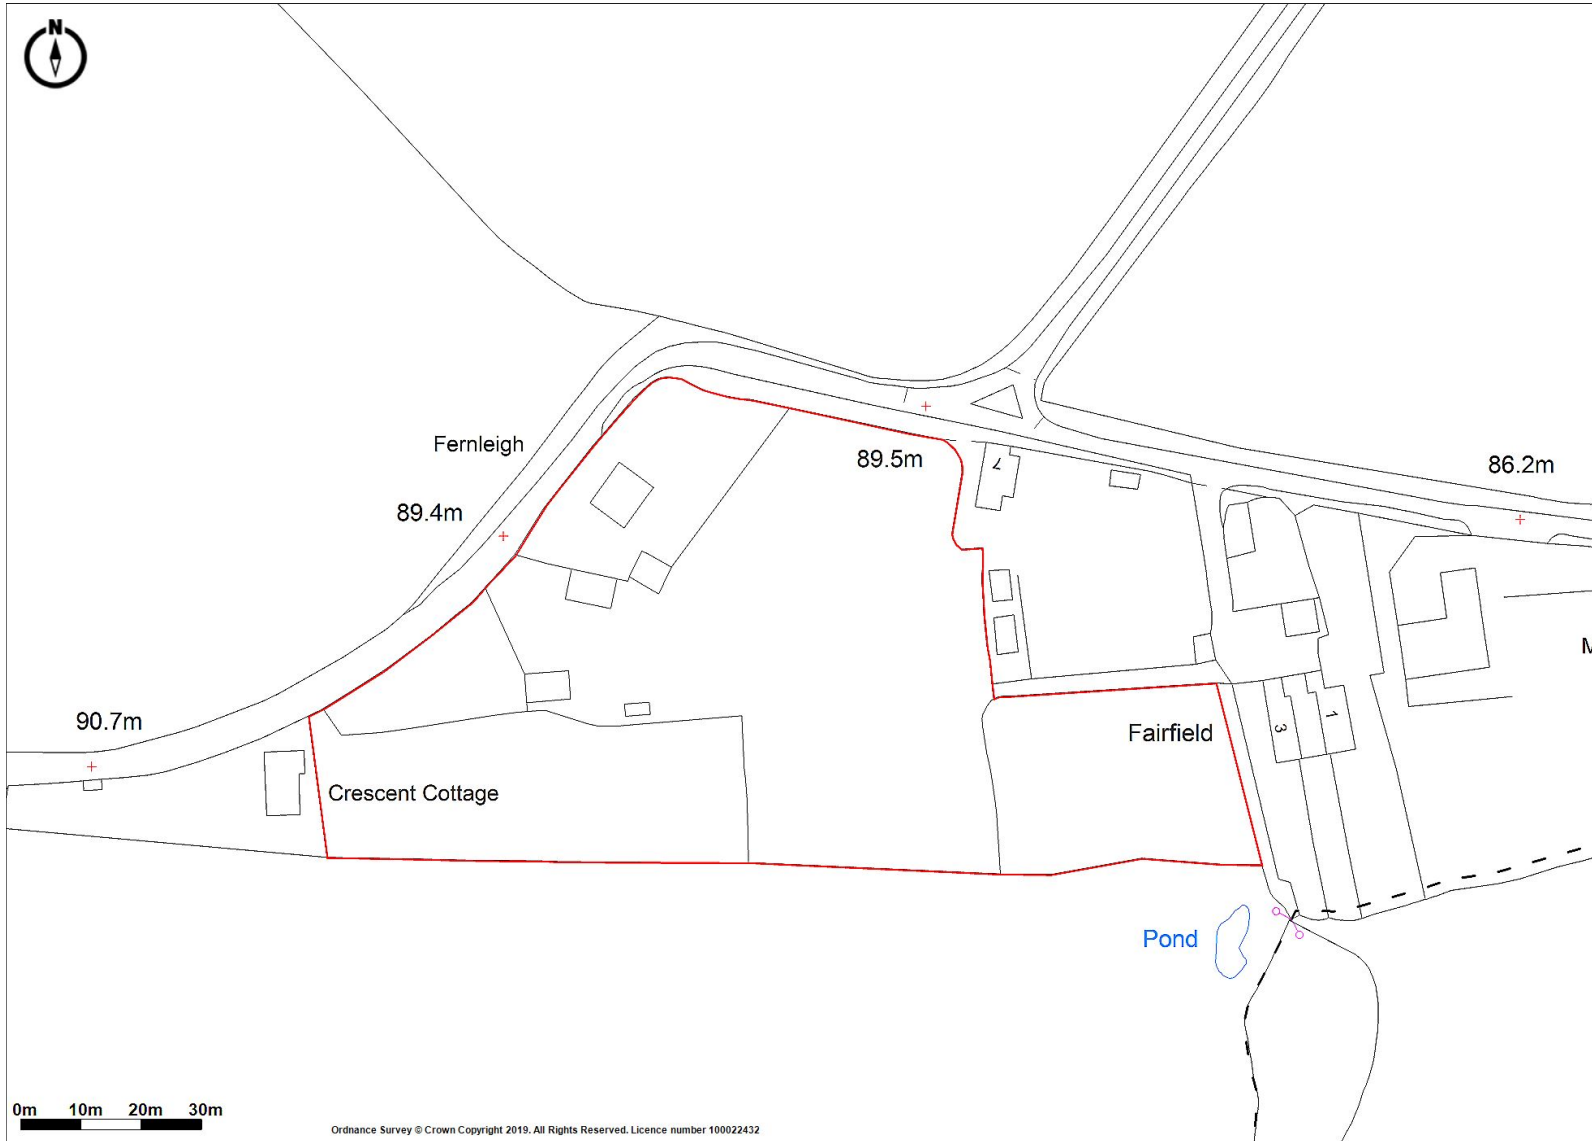 N
Fernleigh
89.5m
7
86.2m
89.4m
M
90.7m
Fairfield
3
1
Crescent Cottage
Pond
0m 10m 20m 30m
Ordnance Survey © Crown Copyright 2019. All Rights Reserved. Licence number 100022432